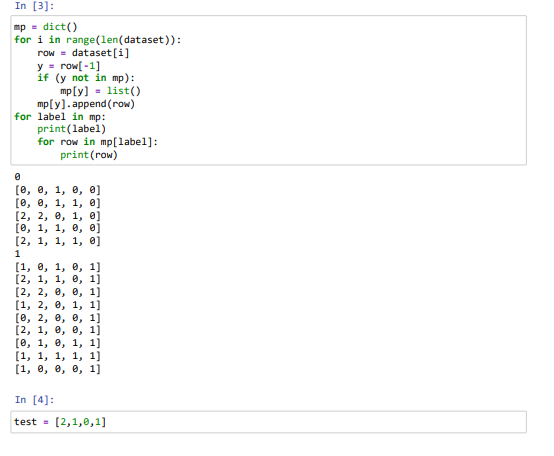 In [3]:
mp = dict()
for i in range(len(dataset)):
    row = dataset[i]
    y = row[-1]
    if (y not in mp):
        mp[y] = list()
    mp[y].append(row)
for label in mp:
    print(label)
    for row in mp[label]:
        print(row)
0
[0, 0, 1, 0, 0]
[0, 0, 1, 1, 0]
[2, 2, 0, 1, 0]
[0, 1, 1, 0, 0]
[2, 1, 1, 1, 0]
1
[1, 0, 1, 0, 1]
[2, 1, 1, 0, 1]
[2, 2, 0, 0, 1]
[1, 2, 0, 1, 1]
[0, 2, 0, 0, 1]
[2, 1, 0, 0, 1]
[0, 1, 0, 1, 1]
[1, 1, 1, 1, 1]
[1, 0, 0, 0, 1]
In [4]:
test = [2,1,0,1]